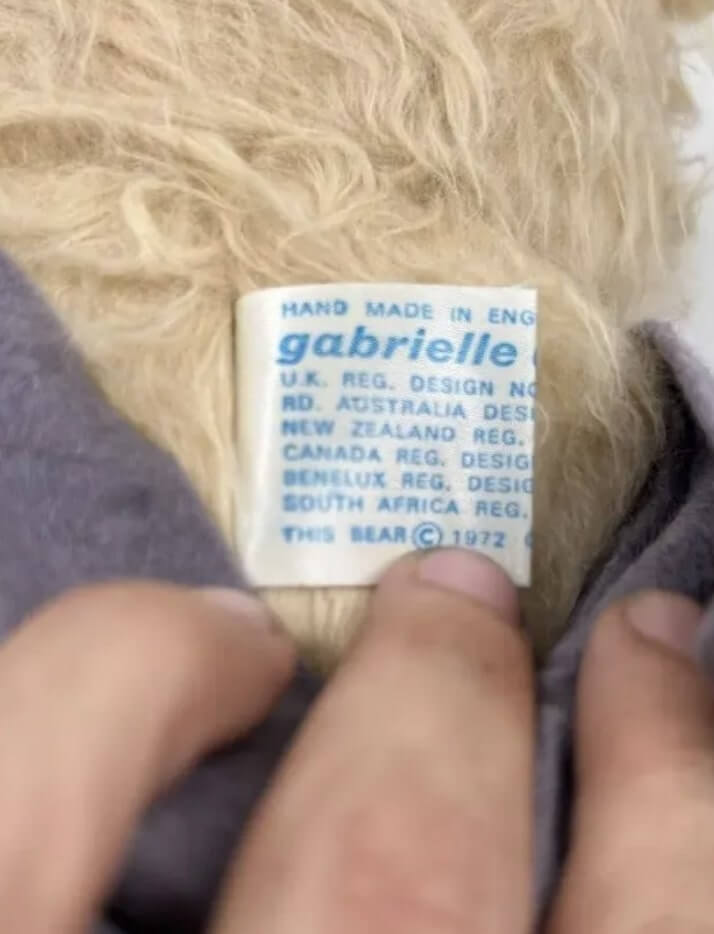 HAND MADE IN ENG
gabrielle
U.K. REG. DESIGN NO
RD. AUSTRALIA DESI
NEW ZEALAND REG.
CANADA REG. DESIG
BENELUX REG. DESIG
SOUTH AFRICA REG.
THIS BEAR © 1972